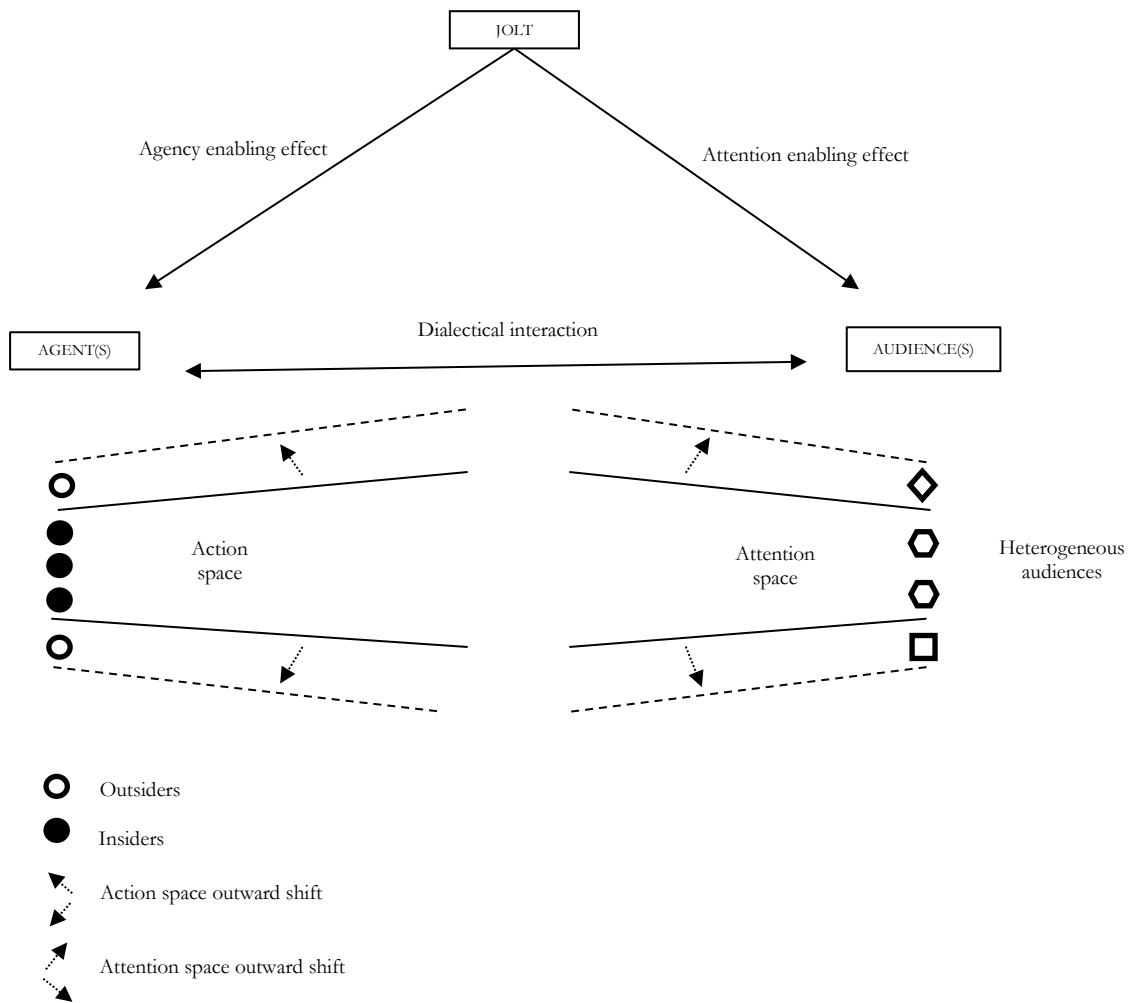 JOLT
Agency enabling effect
Attention enabling effect
Dialectical interaction
AGENT(S)
AUDIENCE(S)
Action
space
Attention
space
Heterogeneous
audiences
Outsiders
Insiders
Action space outward shift
Attention space outward shift